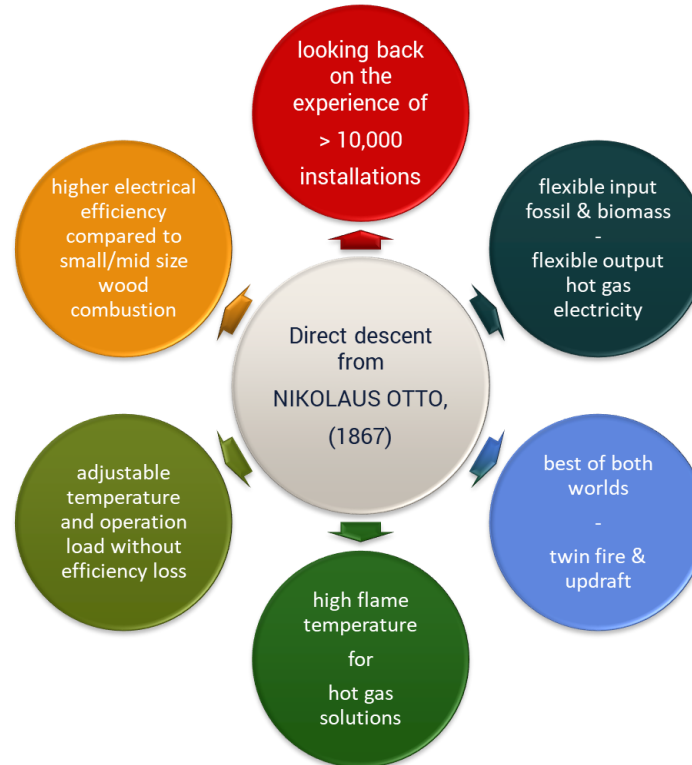 looking back
on the
experience of
> 10,000
installations
flexible input
fossil & biomass
-
flexible output
hot gas
electricity
best of both
worlds
-
twin fire &
updraft
high flame
temperature
for
hot gas
solutions
adjustable
temperature
and operation
load without
efficiency loss
higher electrical
efficiency
compared to
small/mid size
wood
combustion
Direct descent
from
NIKOLAUS OTTO,
(1867)